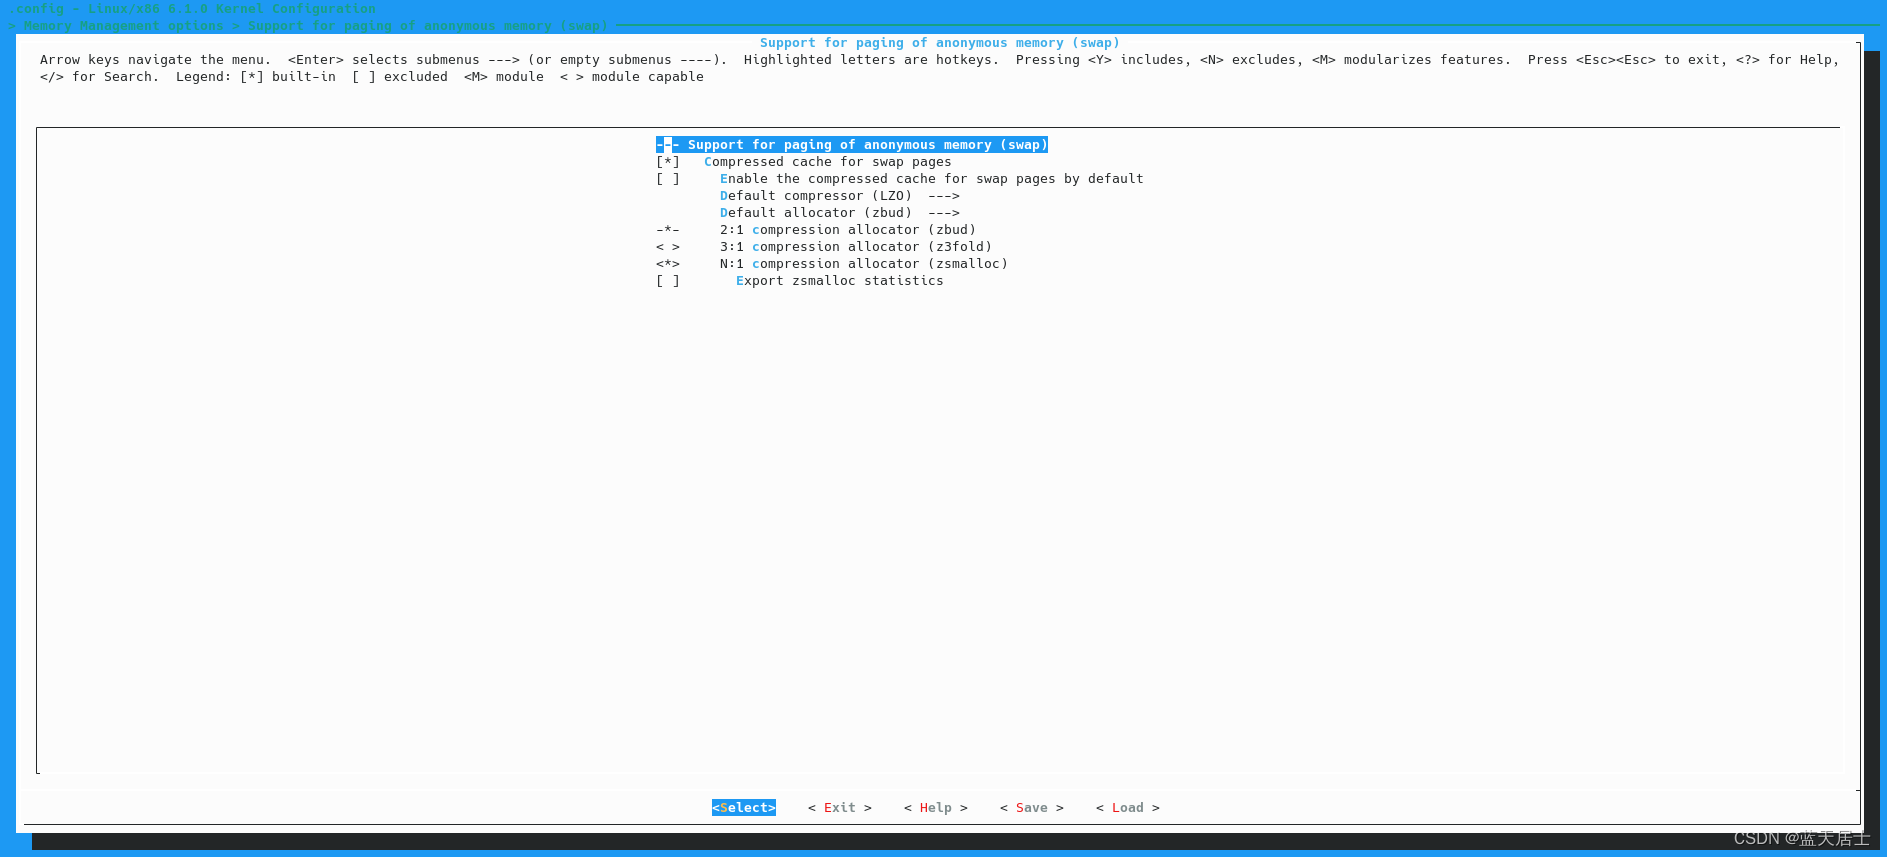 .config - Linux/x86 6.1.0 Kernel Configuration
> Memory Management options > Support for paging of anonymous memory (swap)
Support for paging of anonymous memory (swap)
Arrow keys navigate the menu.  <Enter> selects submenus ---> (or empty submenus ----).  Highlighted letters are hotkeys.  Pressing <Y> includes, <N> excludes, <M> modularizes features.  Press <Esc><Esc> to exit, <?> for Help,
</> for Search.  Legend: [*] built-in  [ ] excluded  <M> module  < > module capable
--- Support for paging of anonymous memory (swap)
[*]   Compressed cache for swap pages
[ ]     Enable the compressed cache for swap pages by default
Default compressor (LZO)  --->
Default allocator (zbud)  --->
-*-     2:1 compression allocator (zbud)
< >     3:1 compression allocator (z3fold)
<*>     N:1 compression allocator (zsmalloc)
[ ]       Export zsmalloc statistics
<Select>    < Exit >    < Help >    < Save >    < Load >
CSDN @蓝天居士